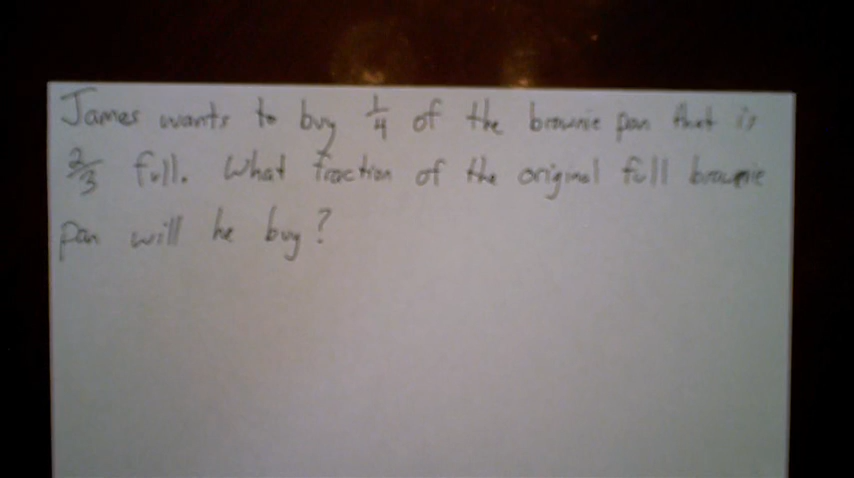 James wants to buy 1/4 of the brownie pan that is
2/3 full. What fraction of the original full brownie
pan will he buy?